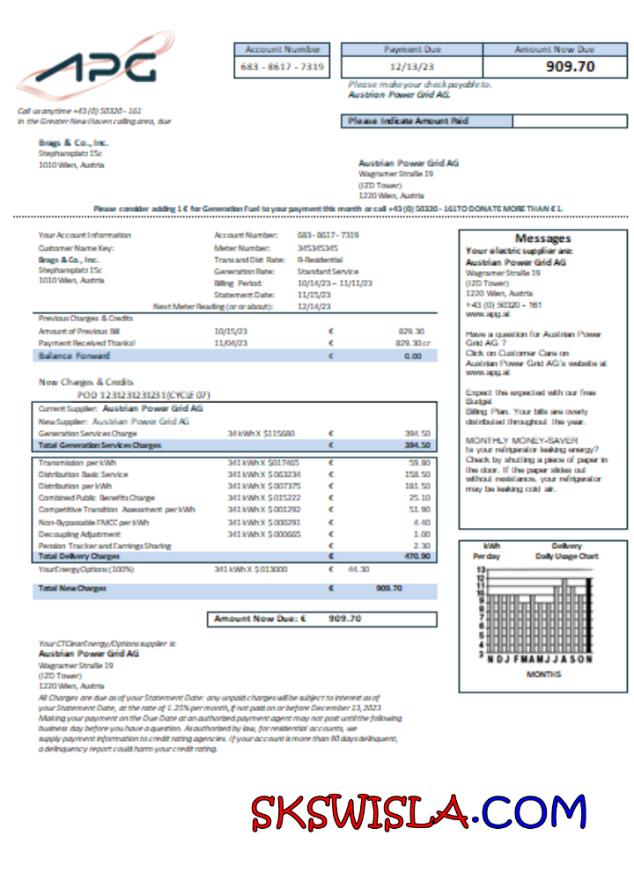 APG
Account Number
683 - 8617 - 7319
Payment Due
12/13/23
Amount Now Due
909.70
Please make your check payable to.
Austrian Power Grid AG.
Call us anytime +43 (0) 50320 - 161
In the Greater New Haven calling area, due
Please Indicate Amount Paid
Brags & Co., Inc.
Stephansplatz 15c
1010 Wien, Austria
Austrian Power Grid AG
Wagramer Straße 19
(IZD Tower)
1220 Wien, Austria
Please consider adding 1 € for Generation Fuel to your payment this month or call +43 (0) 50320 - 161TO DONATE MORE THAN € 1.
Your Account Information
Customer Name Key:
Brags & Co., Inc.
Stephansplatz 15c
1010 Wien, Austria
Account Number: 683 - 8617 - 7319
Meter Number: 345345345
Trans and Dist Rate: R-Residential
Generation Rate: Standard Service
Billing Period: 10/14/23 – 11/11/23
Statement Date: 11/15/23
Next Meter Reading (or or about): 12/14/23
Previous Charges & Credits
Amount of Previous Bill 10/15/23 € 829.30
Payment Received Thanks! 11/04/23 € 829.30 cr
Balance Forward € 0.00
New Charges & Credits
POD 1231231231231 (CYCLE 07)
Current Supplier: Austrian Power Grid AG
New Supplier: Austrian Power Grid AG
Generation Services Charge 34 kWh X $115680 € 394.50
Total Generation Services Charges € 394.50
Transmission per kWh 341 kWh X $017465 € 59.80
Distribution Basic Service 341 kWh X $063234 € 158.50
Distribution per kWh 341 kWh X $007375 € 181.50
Combined Public Benefits Charge 341 kWh X $015222 € 25.10
Competitive Transition Assessment per kWh 341 kWh X $001292 € 51.90
Non-Bypassable FMCC per kWh 341 kWh X $000291 € 4.40
Decoupling Adjustment 341 kWh X $000665 € 1.00
Pension Tracker and Earnings Sharing € 2.30
Total Delivery Charges € 470.90
YourEnergyOptions (100%) 341 kWh X $013000 € 44.30
Total New Charges € 909.70
Amount Now Due: € 909.70
Your CTCleanEnergy/Options supplier is:
Austrian Power Grid AG
Wagramer Straße 19
(IZD Tower)
1220 Wien, Austria
All Charges are due as of your Statement Date: any unpaid charges will be subject to interest as of
your Statement Date, at the rate of 1.25% per month, if not paid on or before December 13, 2023
Making your payment on the Due Date at an authorized payment agent may not post until the following
business day before you have a question. As authorized by law, for residential accounts, we
supply payment information to credit rating agencies. If your account is more than 90 days delinquent,
a delinquency report could harm your credit rating.
Messages
Your electric supplier are:
Austrian Power Grid AG
Wagramer Straße 19
(IZD Tower)
1220 Wien, Austria
+43 (0) 50320 - 161
www.apg.at
Have a question for Austrian Power
Grid AG ?
Click on Customer Care on
Austrian Power Grid AG's website at
www.apg.at
Expect the expected with our free
Budget
Billing Plan. Your bills are overly
distributed throughout the year.
MONTHLY MONEY-SAVER
Is your refrigerator leaking energy?
Check by shutting a piece of paper in
the door. If the paper slides out
without resistance, your refrigerator
may be leaking cold air.
kWh Per day
Delivery Daily Usage Chart
13
12
11
10
9
8
7
6
5
4
3
N D J F M A M J J A S O N
MONTHS
SKSWISLA.COM